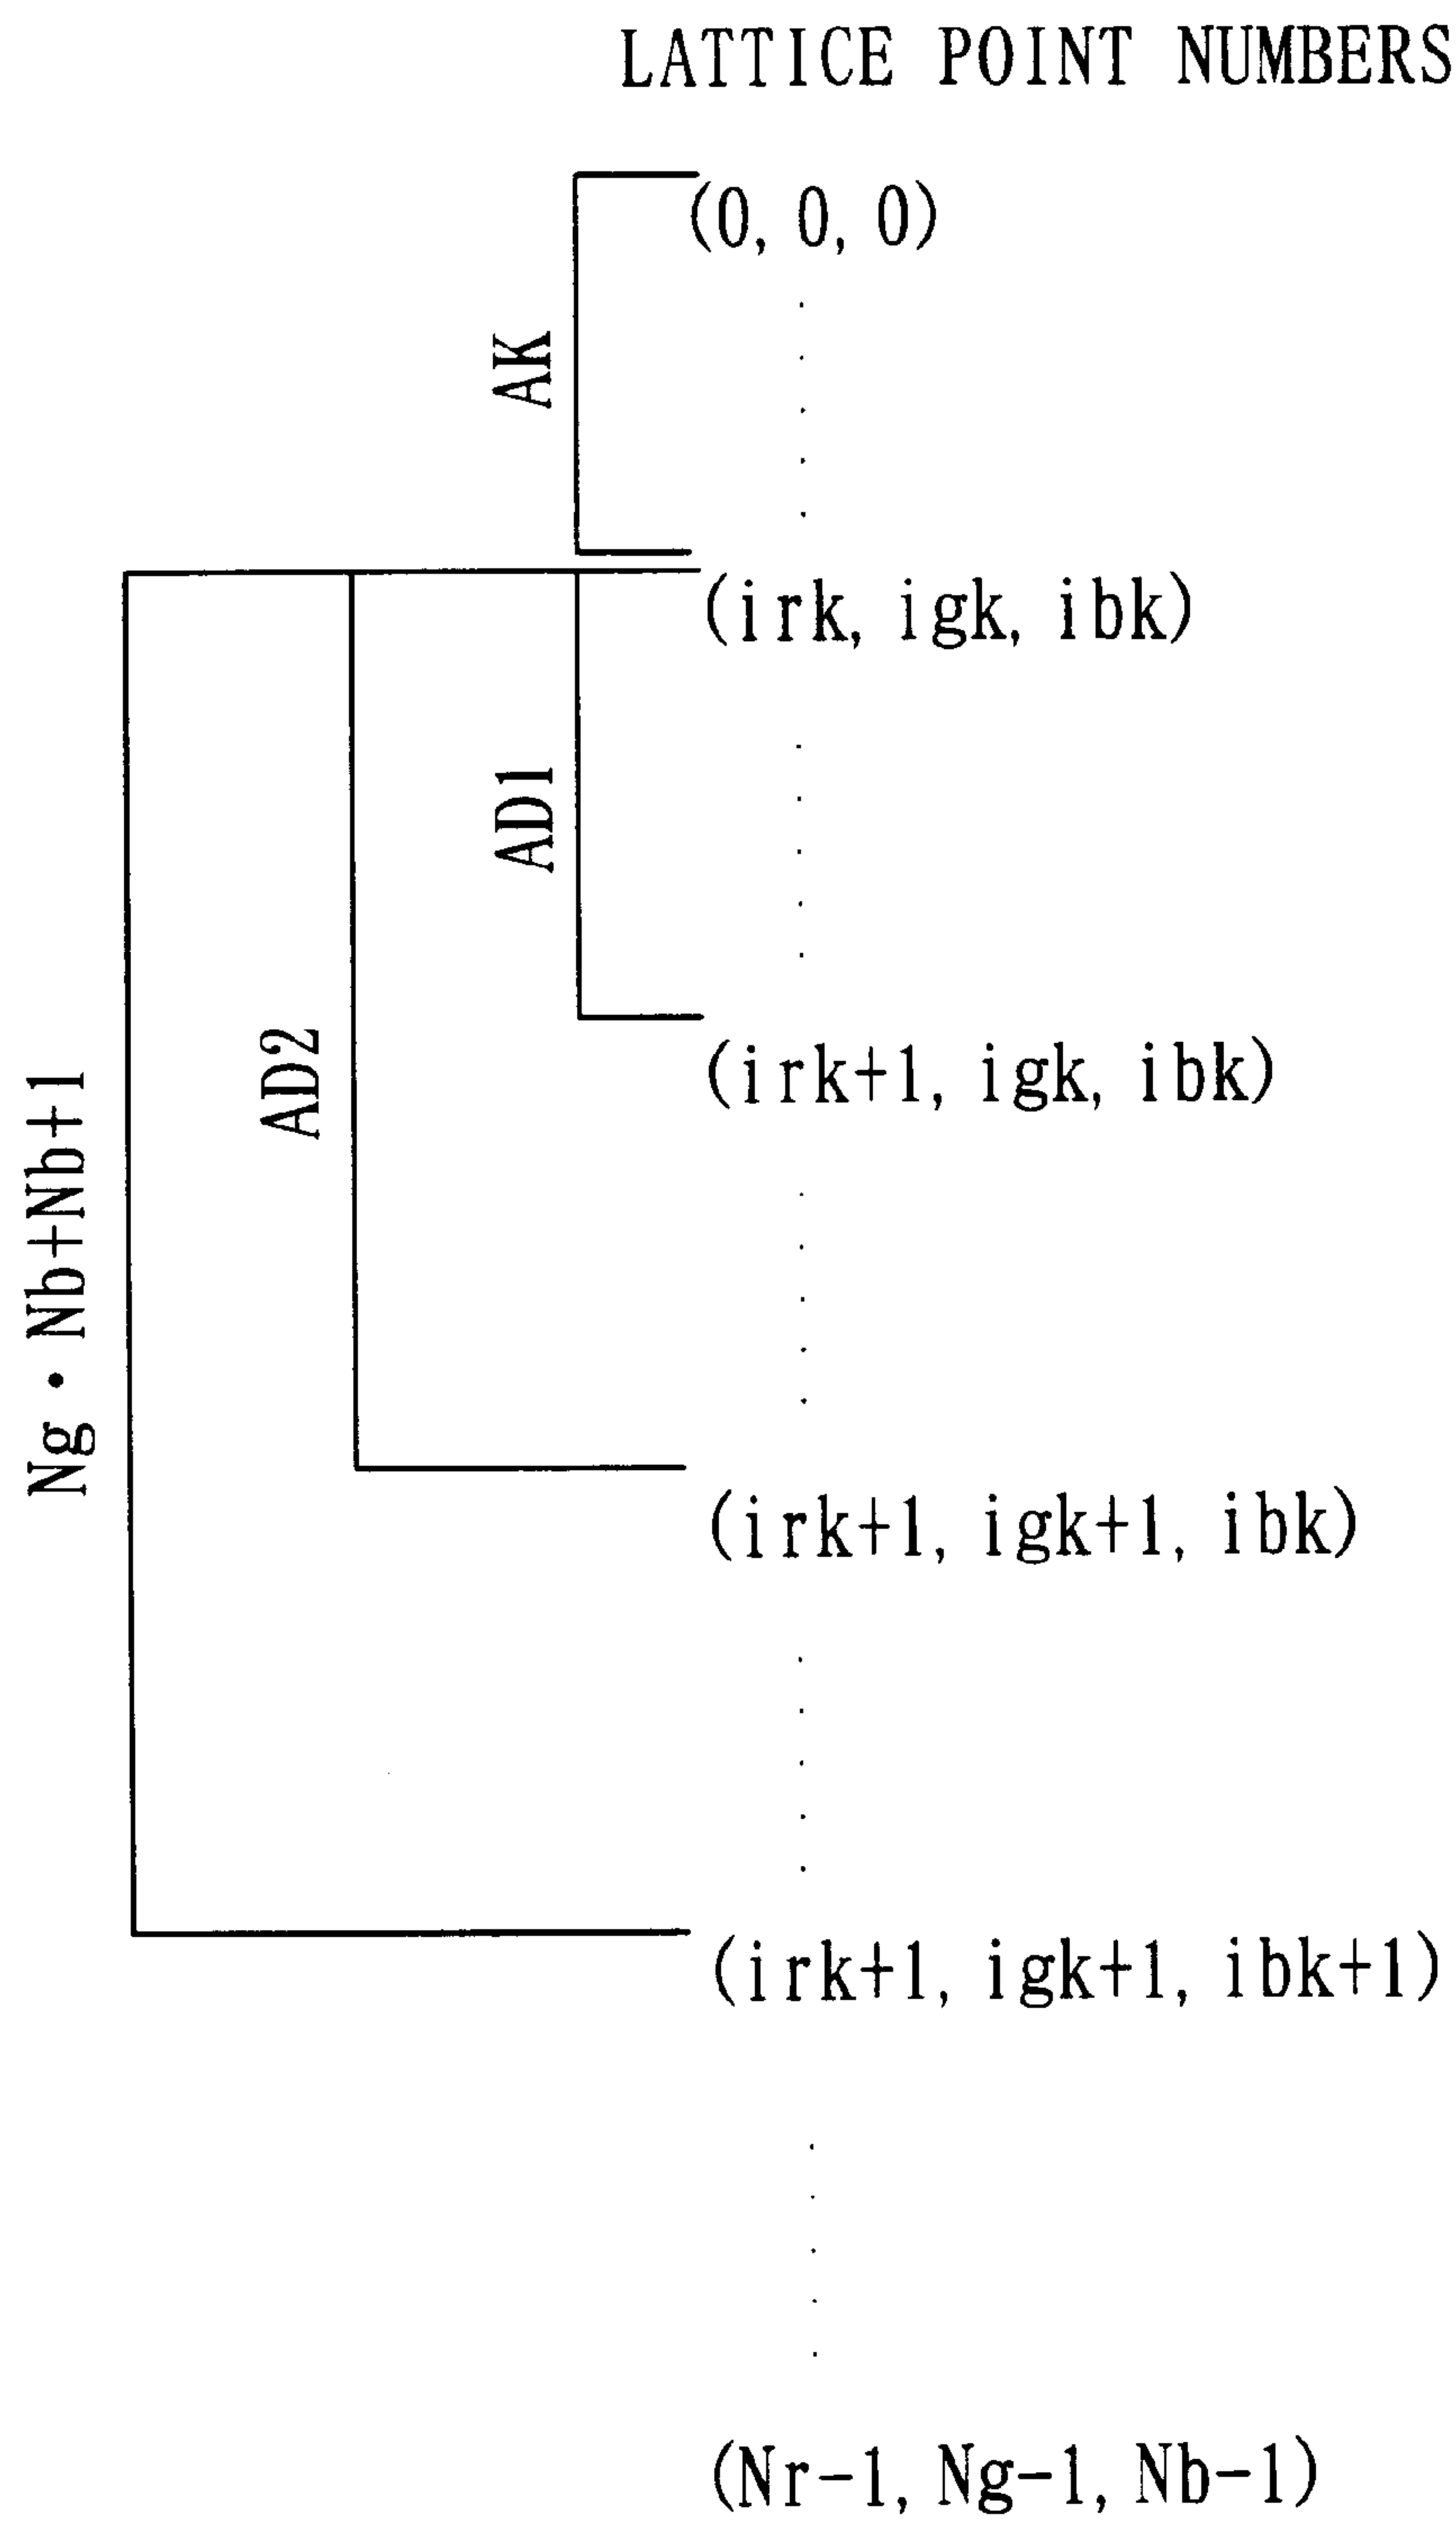 LATTICE POINT NUMBERS
(0, 0, 0)
AK
(irk, igk, ibk)
AD1
(irk+1, igk, ibk)
AD2
Ng・Nb+Nb+1
(irk+1, igk+1, ibk)
(irk+1, igk+1, ibk+1)
(Nr-1, Ng-1, Nb-1)